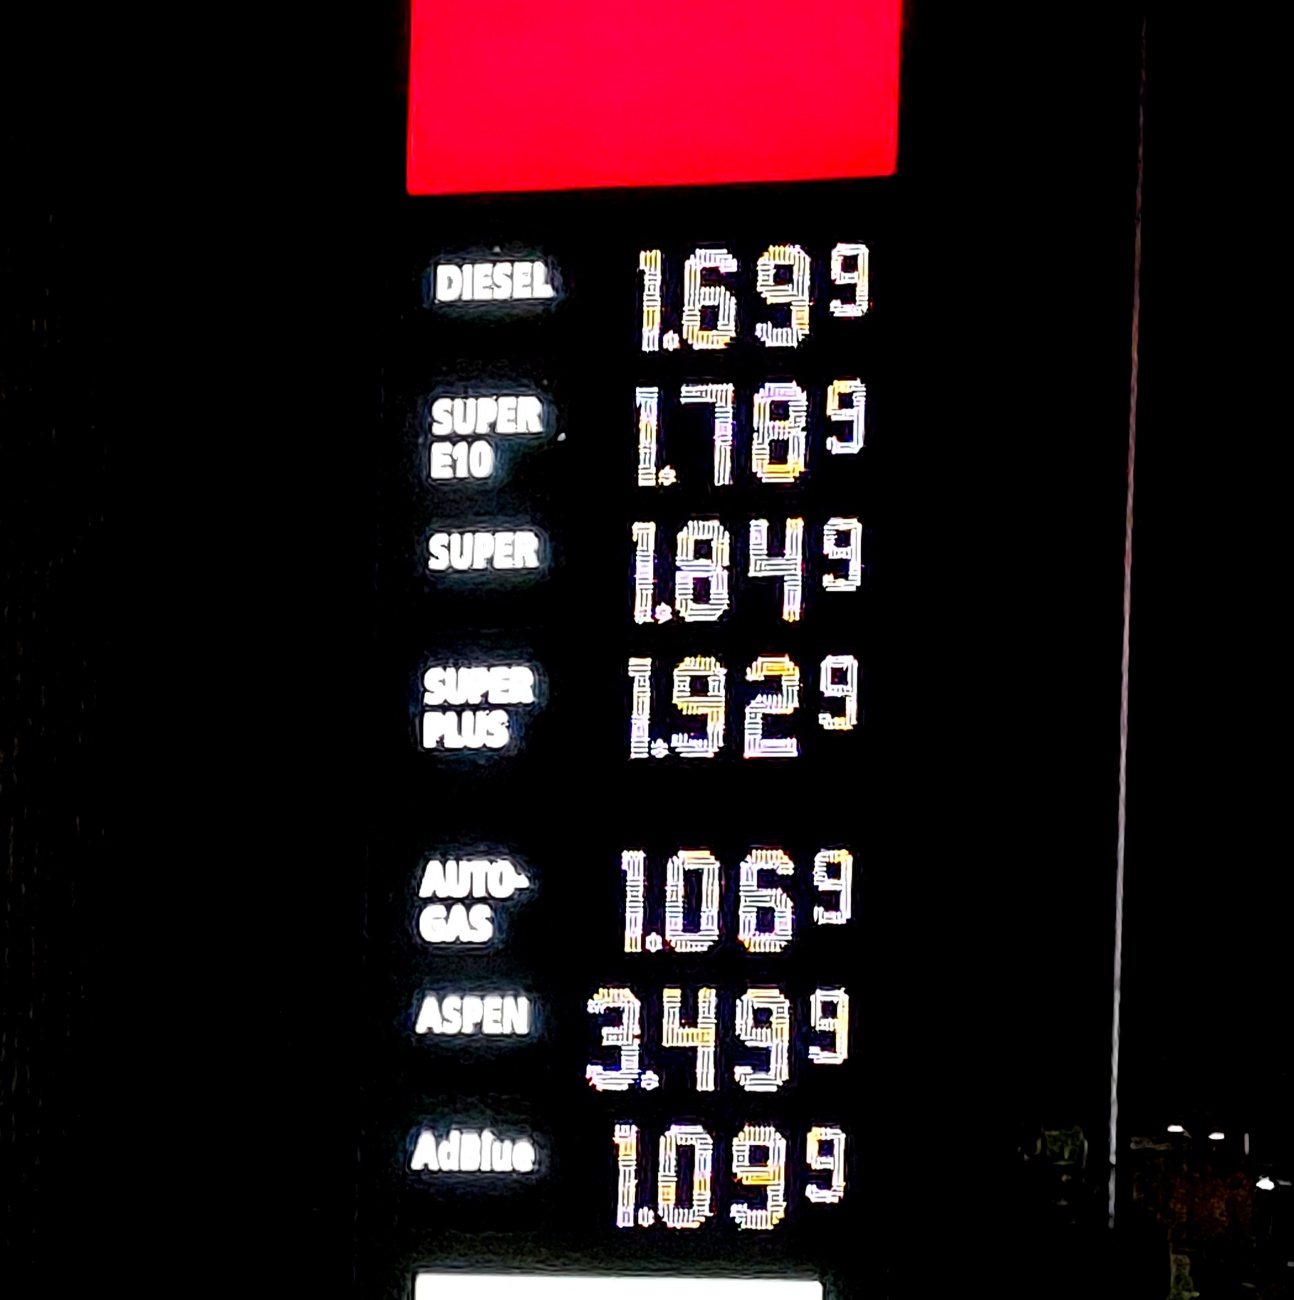 DIESEL 1.69⁹
SUPER
E10 1.78⁹
SUPER 1.84⁹
SUPER
PLUS 1.92⁹
AUTO-
GAS 1.06⁹
ASPEN 3.49⁹
AdBlue 1.09⁹